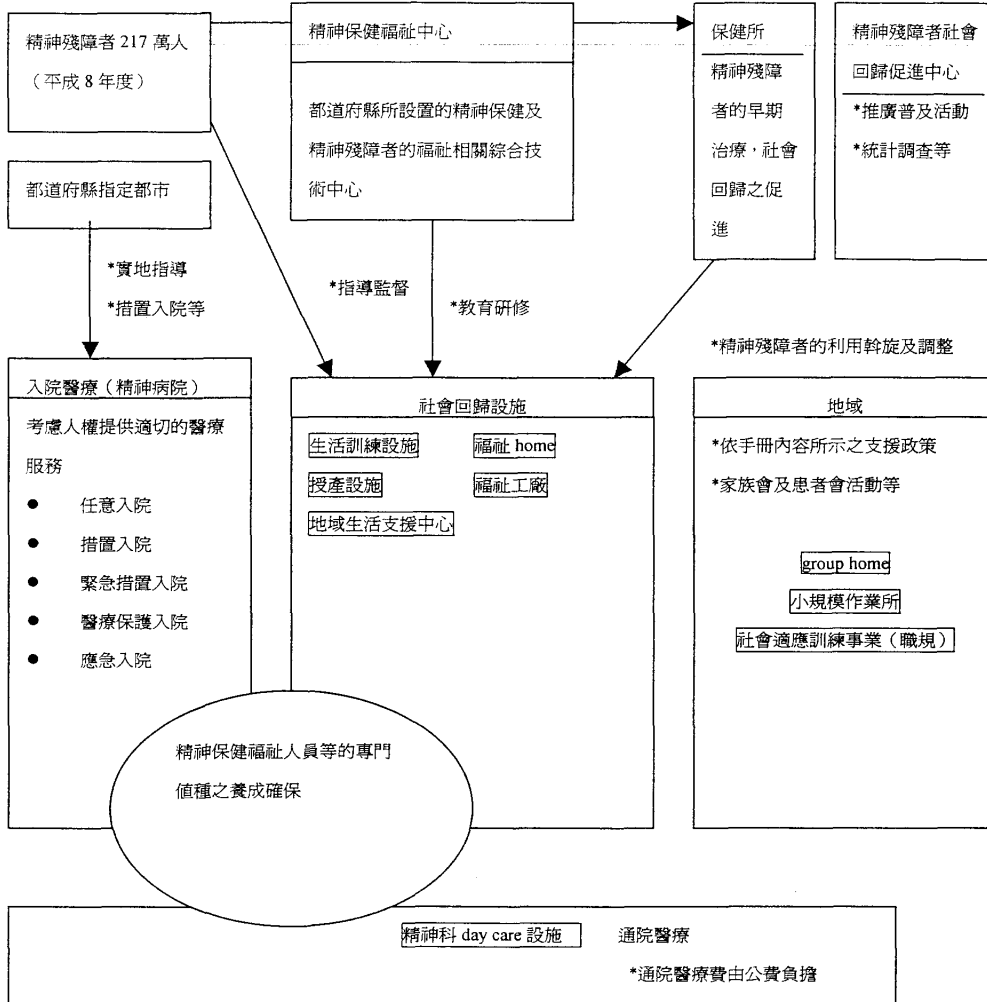 精神殘障者 217 萬人
（平成 8 年度）
都道府縣指定都市
*實地指導
*措置入院等
精神保健福祉中心
都道府縣所設置的精神保健及
精神殘障者的福祉相關綜合技
術中心
*指導監督
*教育研修
保健所
精神殘障
者的早期
治療，社會
回歸之促
進
精神殘障者社會
回歸促進中心
*推廣普及活動
*統計調查等
*精神殘障者的利用斡旋及調整
入院醫療（精神病院）
考慮人權提供適切的醫療
服務
● 任意入院
● 措置入院
● 緊急措置入院
● 醫療保護入院
● 應急入院
社會回歸設施
生活訓練設施 福祉 home
授產設施 福祉工廠
地域生活支援中心
地域
*依手冊內容所示之支援政策
*家族會及患者會活動等
group home
小規模作業所
社會適應訓練事業（職規）
精神保健福祉人員等的專門
值種之養成確保
精神科 day care 設施 通院醫療
*通院醫療費由公費負擔